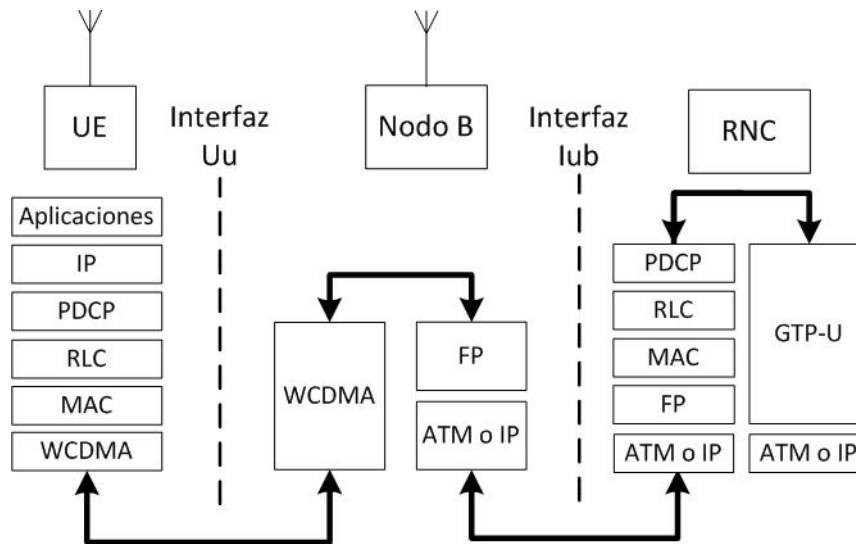 UE
Interfaz
Uu
Nodo B
Interfaz
Iub
RNC
Aplicaciones
IP
PDCP
RLC
MAC
WCDMA
WCDMA
FP
ATM o IP
PDCP
RLC
MAC
FP
ATM o IP
GTP-U
ATM o IP